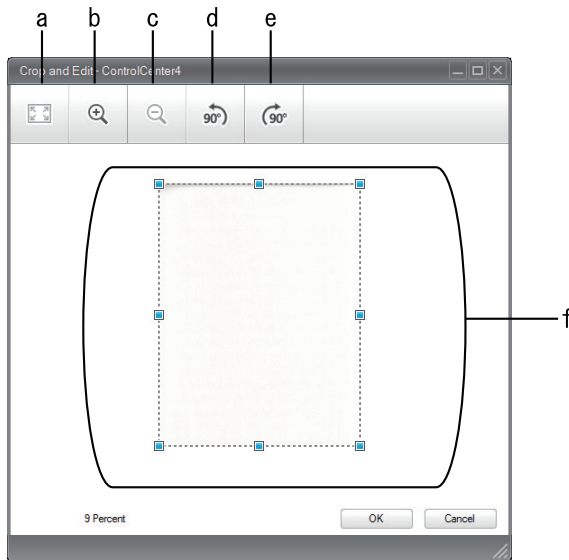 a b c d e
Crop and Edit - ControlCenter4
90° 90°
f
9 Percent OK Cancel